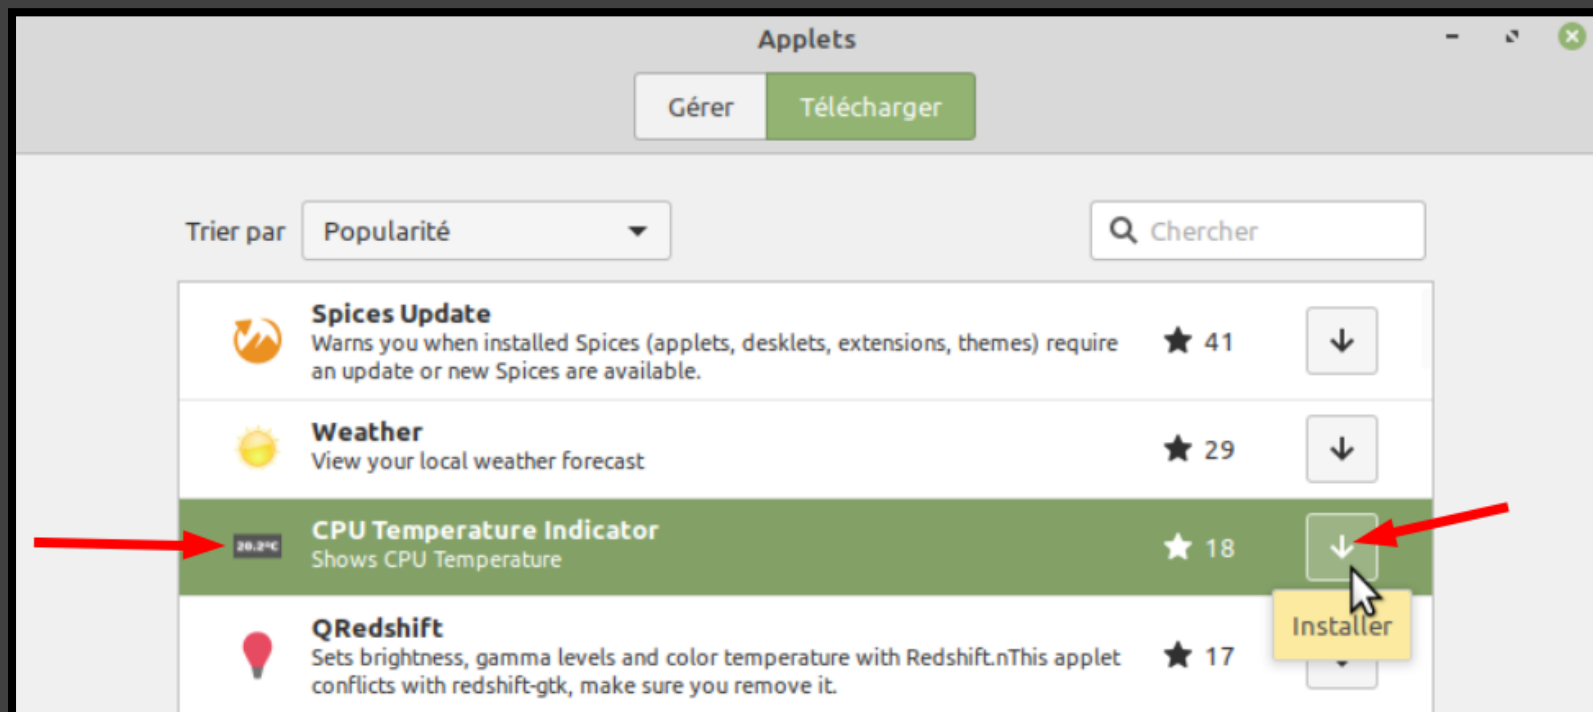 Applets
Gérer Télécharger
Trier par Popularité Chercher
Spices Update
Warns you when installed Spices (applets, desklets, extensions, themes) require
an update or new Spices are available.
41
Weather
View your local weather forecast
29
20.2°C
CPU Temperature Indicator
Shows CPU Temperature
18
Installer
QRedshift
Sets brightness, gamma levels and color temperature with Redshift.nThis applet
conflicts with redshift-gtk, make sure you remove it.
17